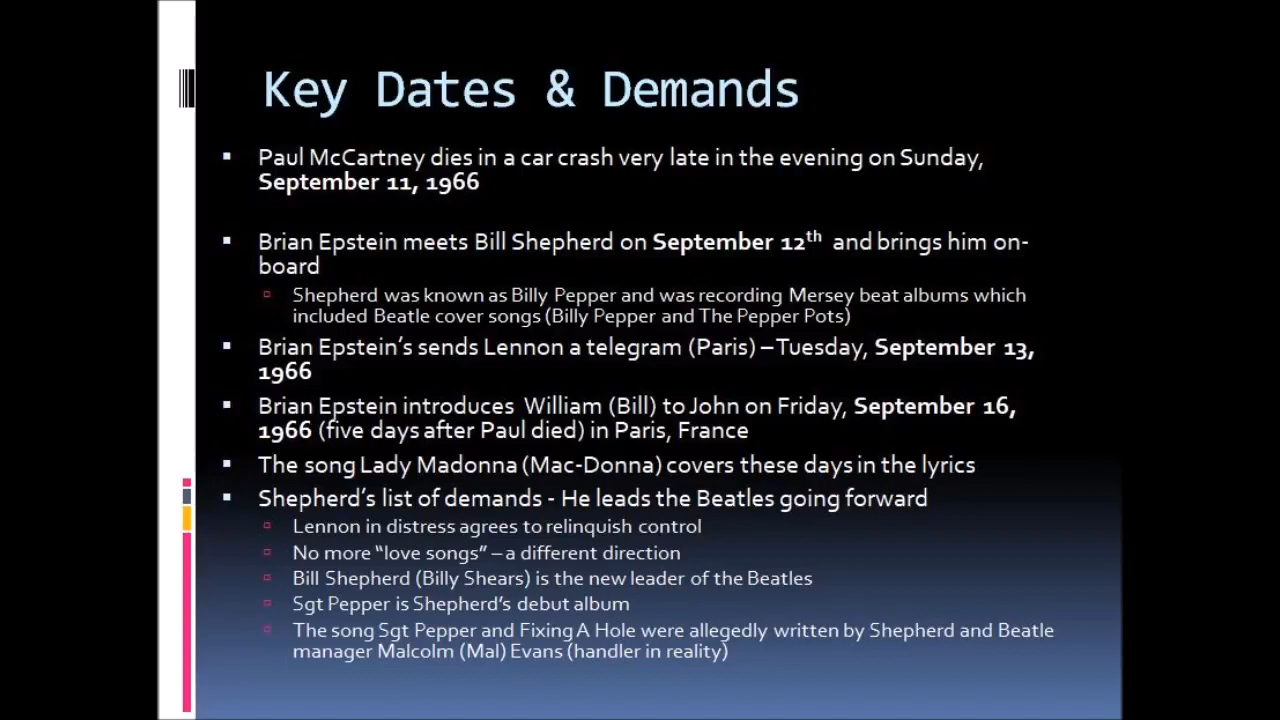 Key Dates & Demands
Paul McCartney dies in a car crash very late in the evening on Sunday,
September 11, 1966
Brian Epstein meets Bill Shepherd on September 12th and brings him on-
board
Shepherd was known as Billy Pepper and was recording Mersey beat albums which
included Beatle cover songs (Billy Pepper and The Pepper Pots)
Brian Epstein's sends Lennon a telegram (Paris) – Tuesday, September 13,
1966
Brian Epstein introduces William (Bill) to John on Friday, September 16,
1966 (five days after Paul died) in Paris, France
The song Lady Madonna (Mac-Donna) covers these days in the lyrics
Shepherd's list of demands - He leads the Beatles going forward
Lennon in distress agrees to relinquish control
No more “love songs” – a different direction
Bill Shepherd (Billy Shears) is the new leader of the Beatles
Sgt Pepper is Shepherd's debut album
The song Sgt Pepper and Fixing A Hole were allegedly written by Shepherd and Beatle
manager Malcolm (Mal) Evans (handler in reality)